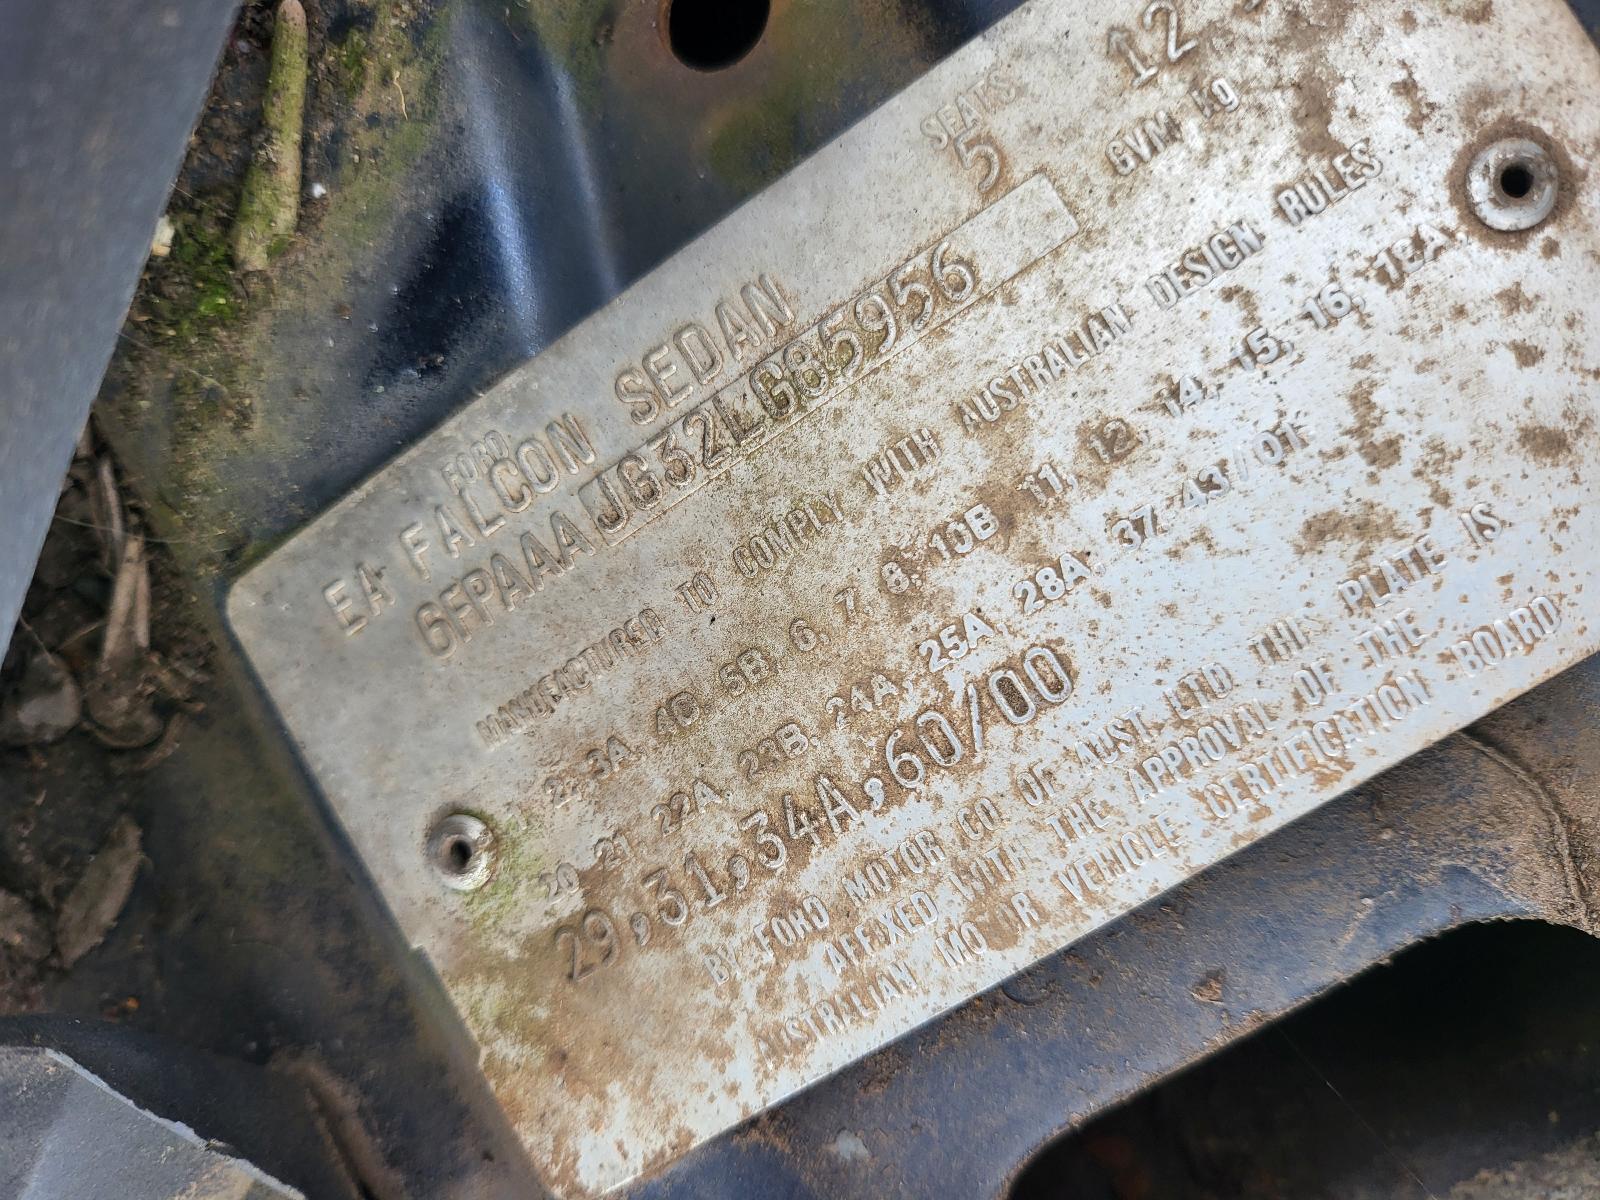 12
SEATS
5
GVM kg
FORD
EA FALCON SEDAN
6FPAAAJG32LG85956
MANUFACTURED TO COMPLY WITH AUSTRALIAN DESIGN RULES
2, 3A, 4C, 5B, 6, 7, 8, 10B 11, 12, 14, 15, 16, 18A,
20 21 22A, 23B, 24A, 25A, 28A, 37, 43/01
29,31,34A,60/00
BY FORD MOTOR CO OF AUST. LTD THIS PLATE IS
AFFIXED WITH THE APPROVAL OF THE
AUSTRALIAN MOTOR VEHICLE CERTIFICATION BOARD